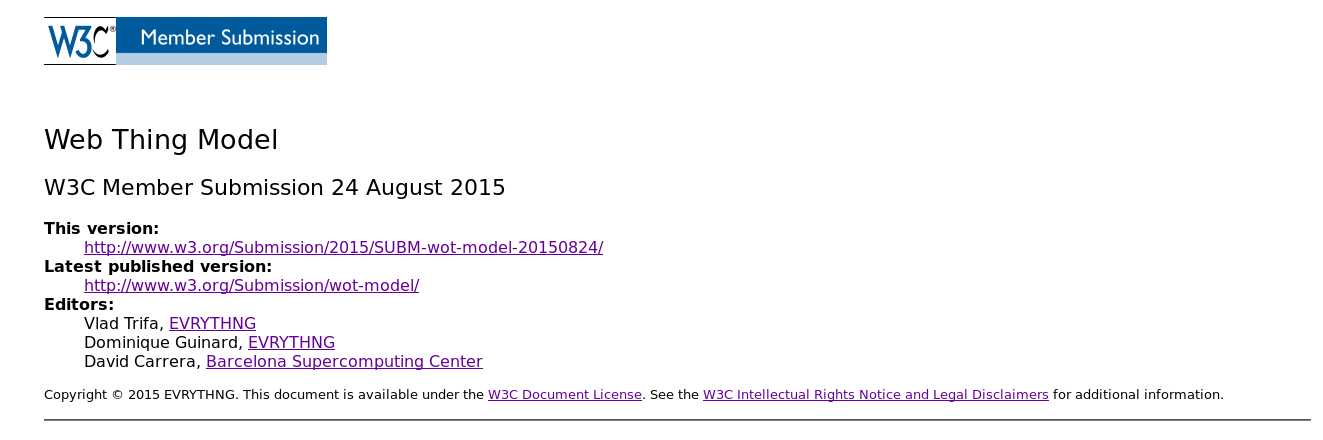 W3C® Member Submission
Web Thing Model
W3C Member Submission 24 August 2015
This version:
http://www.w3.org/Submission/2015/SUBM-wot-model-20150824/
Latest published version:
http://www.w3.org/Submission/wot-model/
Editors:
Vlad Trifa, EVRYTHNG
Dominique Guinard, EVRYTHNG
David Carrera, Barcelona Supercomputing Center
Copyright © 2015 EVRYTHNG. This document is available under the W3C Document License. See the W3C Intellectual Rights Notice and Legal Disclaimers for additional information.